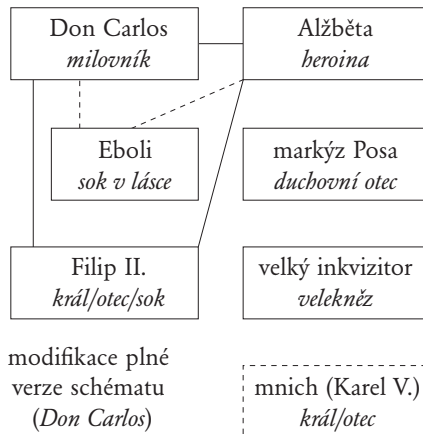 Don Carlos
milovník
Alžběta
heroina
Eboli
sok v lásce
markýz Posa
duchovní otec
Filip II.
král/otec/sok
velký inkvizitor
velekněz
modifikace plné
verze schématu
(Don Carlos)
mnich (Karel V.)
král/otec